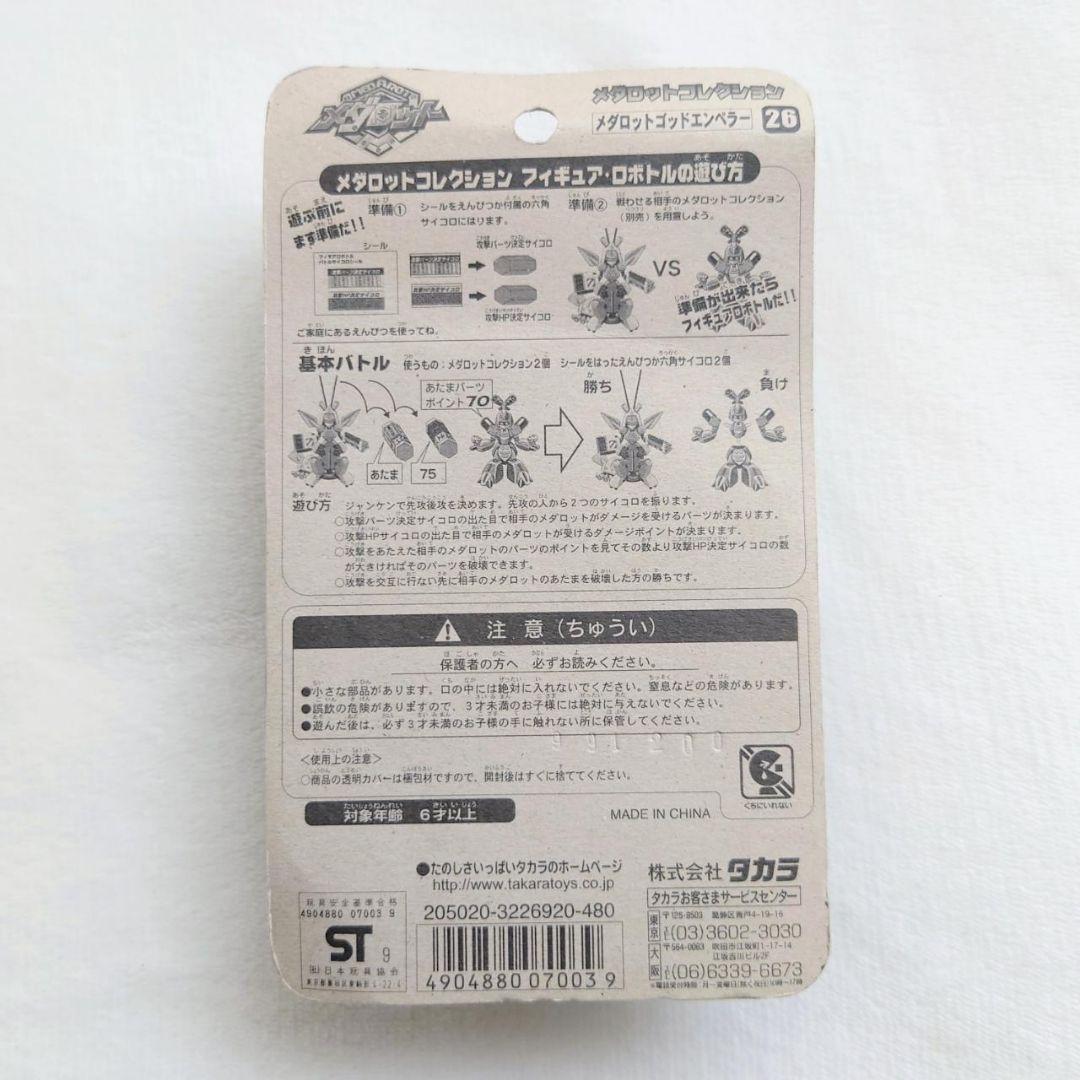 メダロット
メダロットコレクション
メダロットゴッドエンペラー 26
メダロットコレクション フィギュア・ロボトルの遊び方
遊ぶ前に
まず準備だ!!
準備① シールをえんぴつか付属の六角
サイコロにはります。
準備② 戦わせる相手のメダロットコレクション
(別売)を用意しよう。
シール
攻撃パーツ決定サイコロ
攻撃HP決定サイコロ
VS
準備が出来たら
フィギュアロボトルだ!!
ご家庭にあるえんぴつを使ってね。
基本バトル 使うもの:メダロットコレクション2個 シールをはったえんぴつか六角サイコロ2個
あたまパーツ
ポイント70
あたま
75
勝ち
負け
遊び方 ジャンケンで先攻後攻を決めます。先攻の人から2つのサイコロを振ります。
○攻撃パーツ決定サイコロの出た目で相手のメダロットがダメージを受けるパーツが決まります。
○攻撃HPサイコロの出た目で相手のメダロットが受けるダメージポイントが決まります。
○攻撃をあたえた相手のメダロットのパーツのポイントを見てその数より攻撃HP決定サイコロの数
が大きければそのパーツを破壊できます。
○攻撃を交互に行ない先に相手のメダロットのあたまを破壊した方の勝ちです。
注意(ちゅうい)
保護者の方へ 必ずお読みください。
●小さな部品があります。口の中には絶対に入れないでください。窒息などの危険があります。
●誤飲の危険がありますので、3才未満のお子様には絶対に与えないでください。
●遊んだ後は、必ず3才未満のお子様の手に触れない所に保管してください。
991200
<使用上の注意>
○商品の透明カバーは梱包材ですので、開封後はすぐに捨ててください。
くちにいれない
対象年齢 6才以上
MADE IN CHINA
●たのしさいっぱいタカラのホームページ
http://www.takaratoys.co.jp
205020-3226920-480
4904880 070039
玩具安全基準合格
4904880 07003 9
ST 9
(社)日本玩具協会
株式会社 タカラ
タカラお客さまサービスセンター
東京 〒125-8503 葛飾区青戸4-19-16
(03)3602-3030
大阪 〒564-0063 吹田市江坂町1-17-14
江坂古川ビル2F
(06)6339-6673